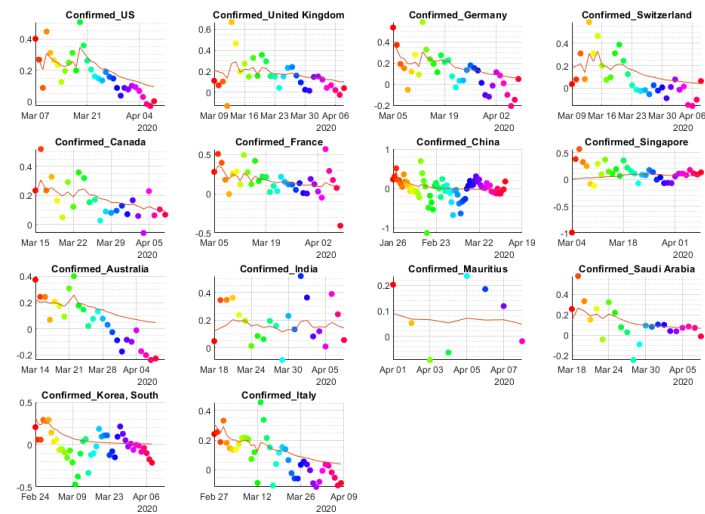 Confirmed_US
0.4
0.2
0
Mar 07
Mar 21
Apr 04
2020
Confirmed_United Kingdom
0.6
0.4
0.2
0
Mar 09
Mar 16
Mar 23
Mar 30
Apr 06
2020
Confirmed_Germany
0.4
0.2
0
-0.2
Mar 05
Mar 19
Apr 02
2020
Confirmed_Switzerland
0.4
0.2
0
Mar 09
Mar 16
Mar 23
Mar 30
Apr 06
2020
Confirmed_Canada
0.4
0.2
0
Mar 15
Mar 22
Mar 29
Apr 05
2020
Confirmed_France
0.5
0
-0.5
Mar 05
Mar 19
Apr 02
2020
Confirmed_China
1
0
-1
Jan 26
Feb 23
Mar 22
Apr 19
2020
Confirmed_Singapore
0.5
0
-0.5
-1
Mar 04
Mar 18
Apr 01
2020
Confirmed_Australia
0.4
0.2
0
-0.2
Mar 14
Mar 21
Mar 28
Apr 04
2020
Confirmed_India
0.4
0.2
0
Mar 18
Mar 24
Mar 30
Apr 05
2020
Confirmed_Mauritius
0.2
0
Apr 01
Apr 03
Apr 05
Apr 07
2020
Confirmed_Saudi Arabia
0.4
0.2
0
-0.2
Mar 18
Mar 24
Mar 30
Apr 05
2020
Confirmed_Korea, South
0.5
0
-0.5
Feb 24
Mar 09
Mar 23
Apr 06
2020
Confirmed_Italy
0.4
0.2
0
Feb 27
Mar 12
Mar 26
Apr 09
2020